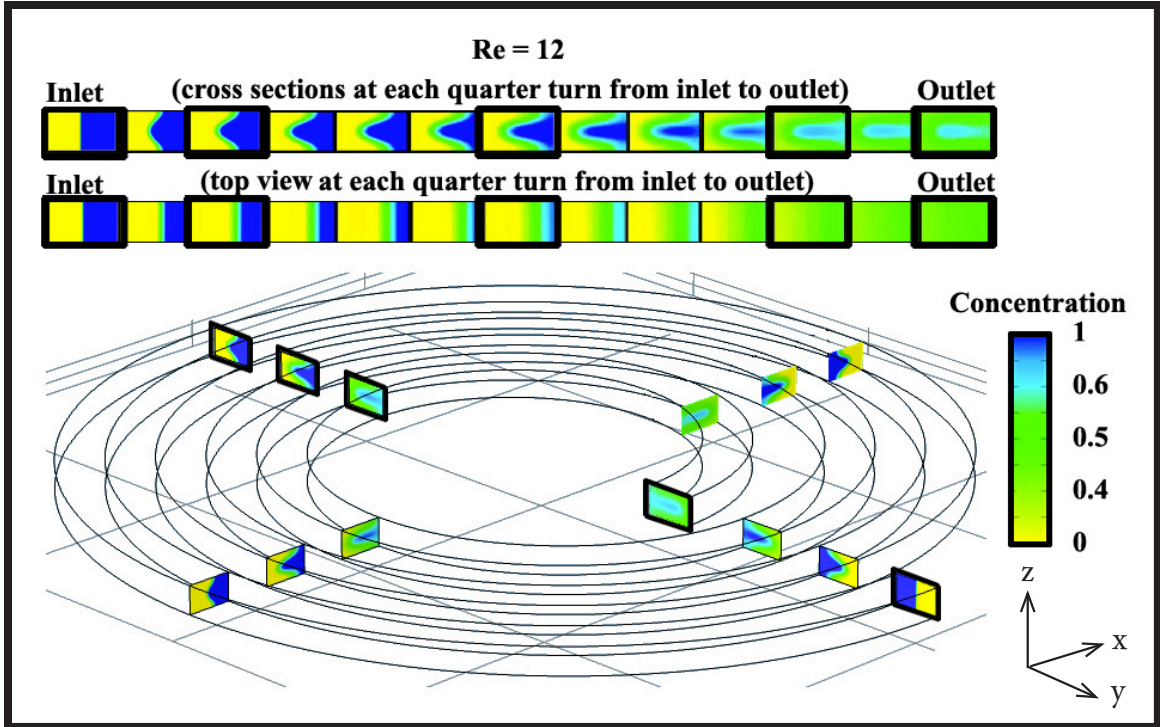 Re = 12
Inlet (cross sections at each quarter turn from inlet to outlet) Outlet
Inlet (top view at each quarter turn from inlet to outlet) Outlet
Concentration
1
0.6
0.5
0.4
0
z
x
y